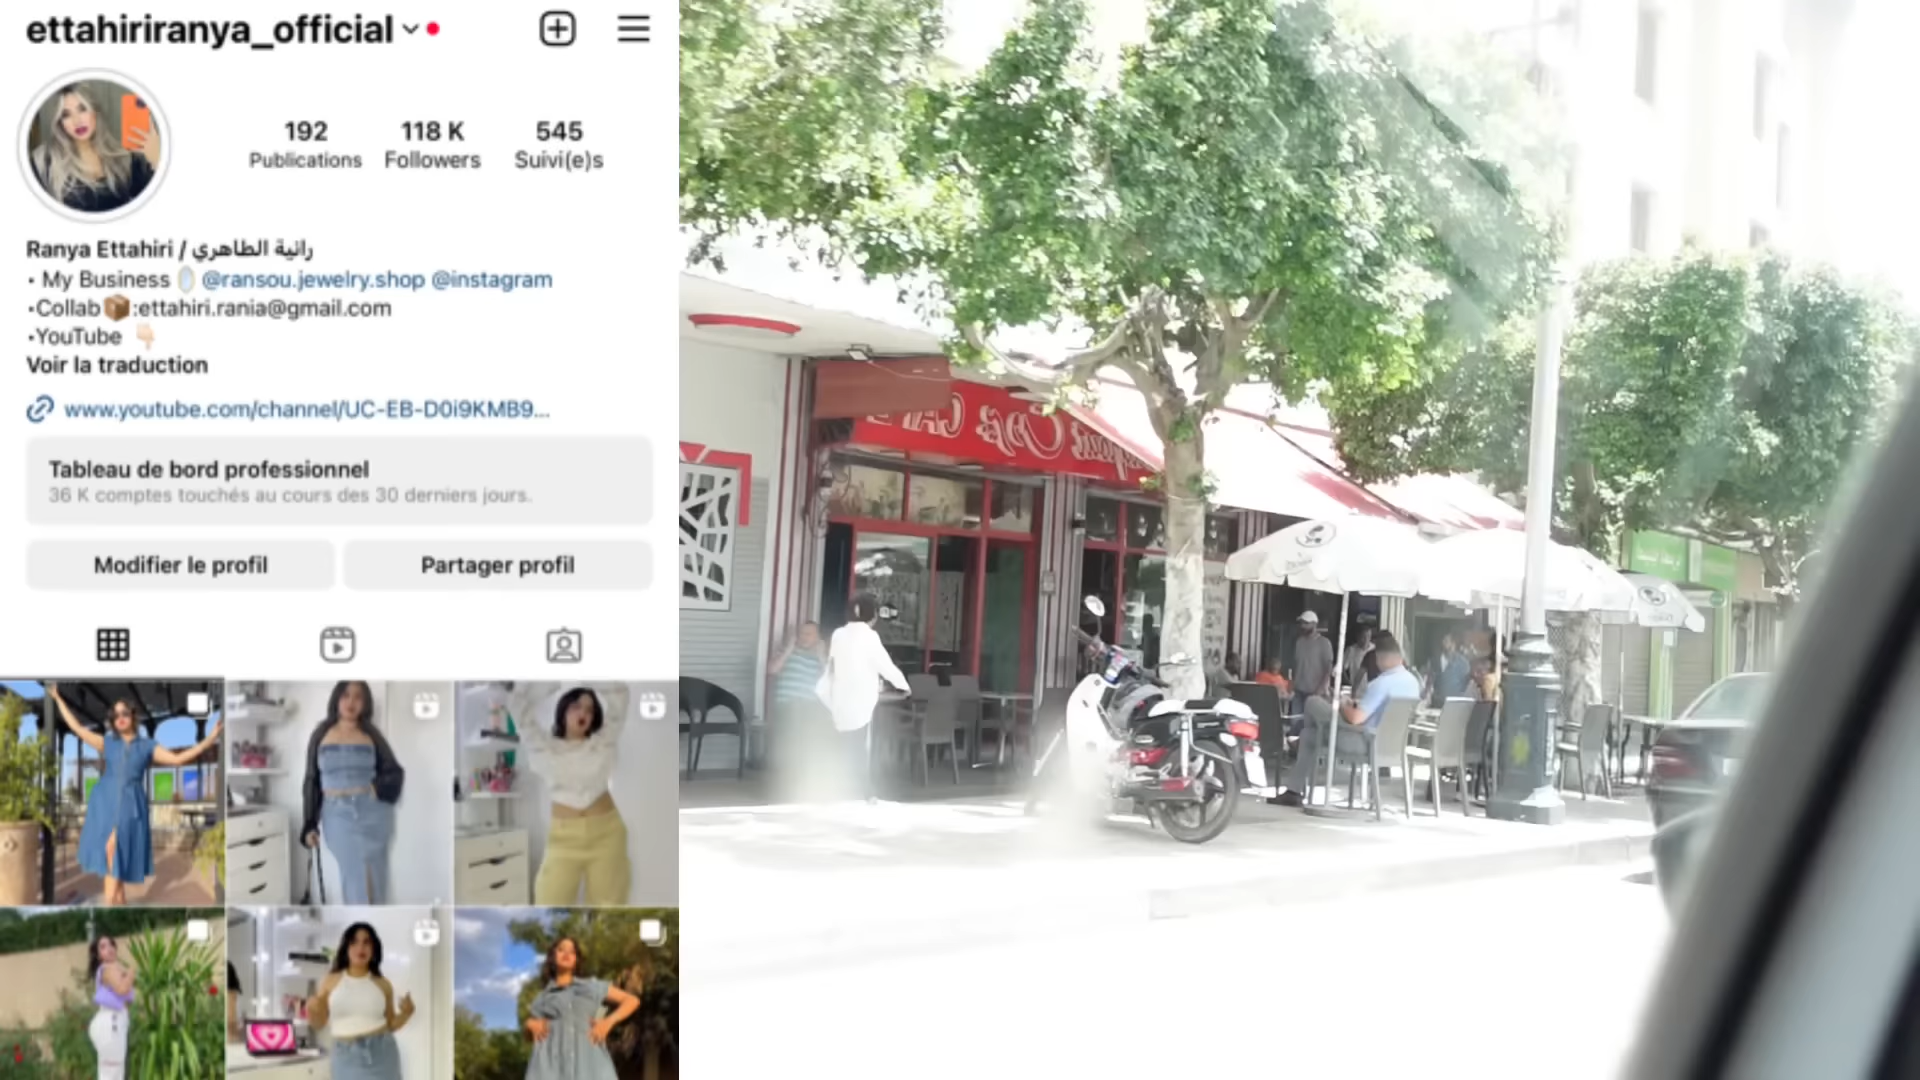 ettahiriranya_official
192
118 K
545
Publications
Followers
Suivi(e)s
Ranya Ettahiri / رانية الطاهري
• My Business @ransou.jewelry.shop @instagram
•Collab📦:ettahiri.rania@gmail.com
•YouTube 👇🏻
Voir la traduction
www.youtube.com/channel/UC-EB-D0i9KMB9...
Tableau de bord professionnel
36 K comptes touchés au cours des 30 derniers jours.
Modifier le profil
Partager profil
CAFE